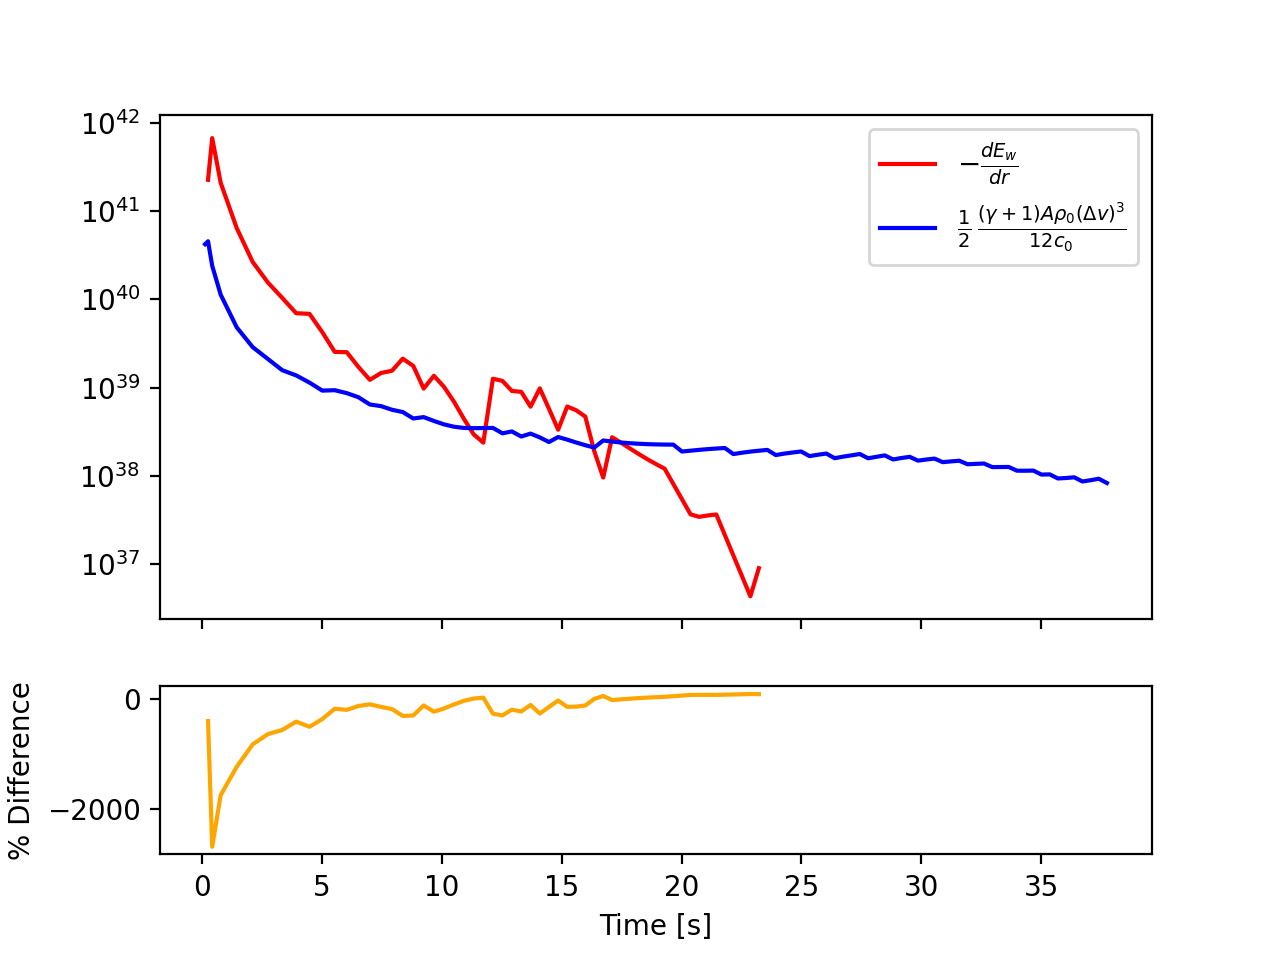 10^42
10^41
10^40
10^39
10^38
10^37
−dE_w/dr
1/2 (γ + 1)Aρ_0(Δv)^3/12c_0
% Difference
0
−2000
0 5 10 15 20 25 30 35
Time [s]